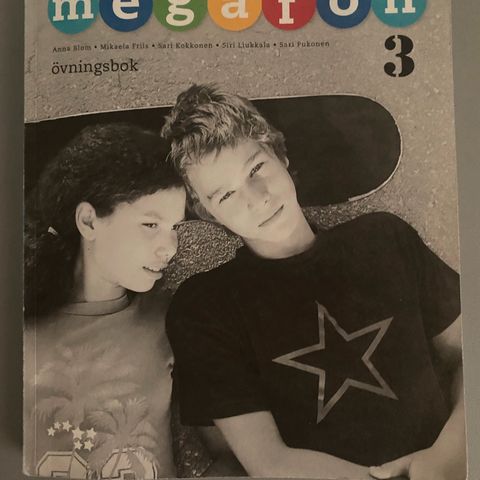 megafon
Anna Blom • Mikaela Friis • Sari Kokkonen • Siri Liukkala • Sari Pukonen
övningsbok
3